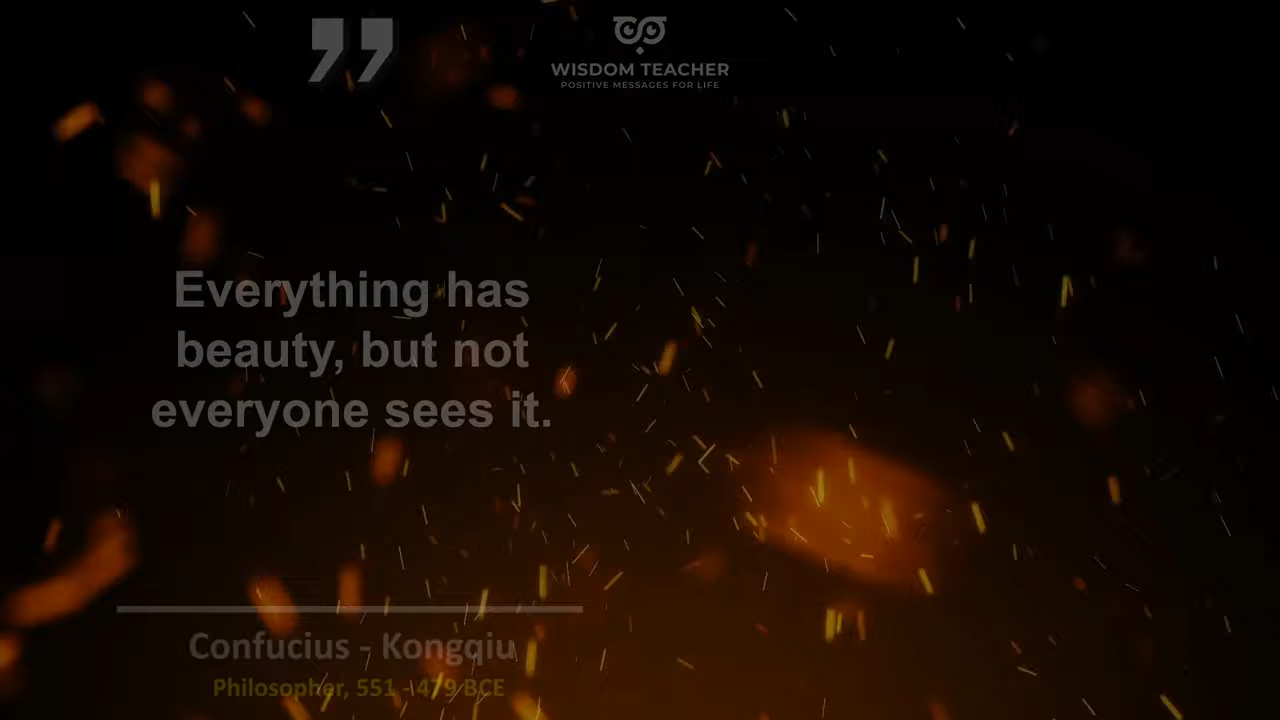 ”
WISDOM TEACHER
POSITIVE MESSAGES FOR LIFE
Everything has
beauty, but not
everyone sees it.
Confucius - Kongqiu
Philosopher, 551 - 479 BCE